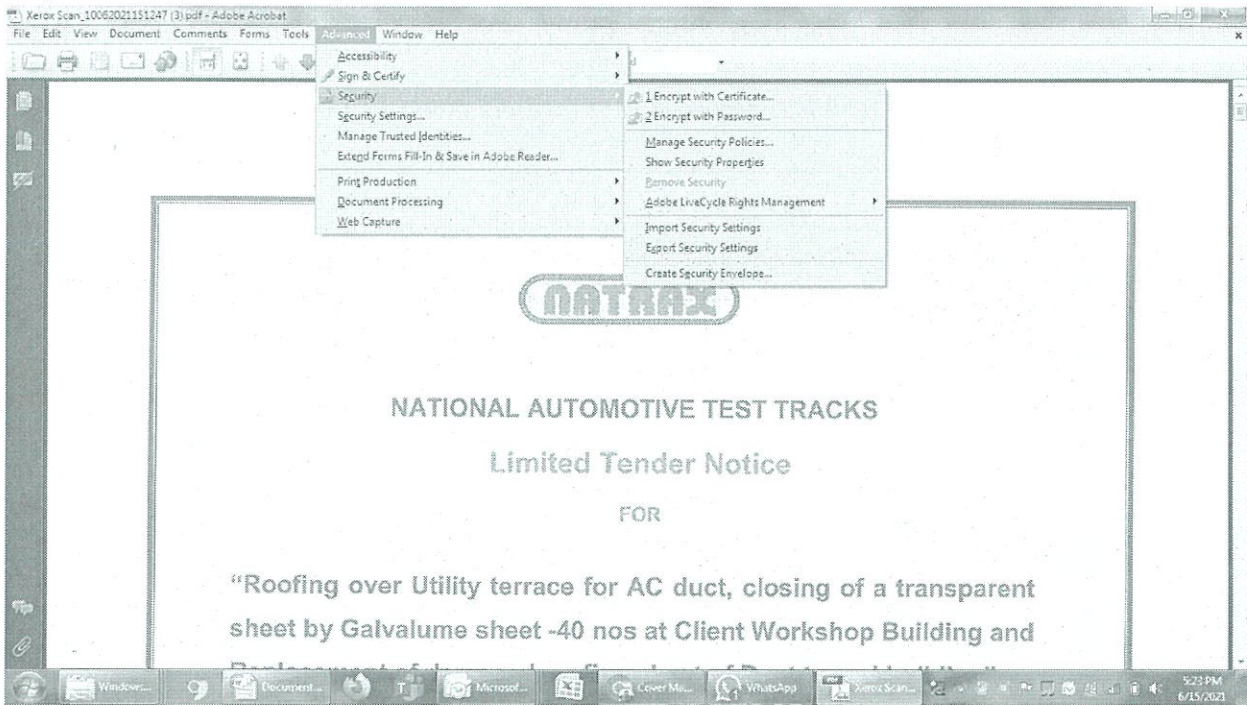 Xerox Scan_10062021151247 (3).pdf - Adobe Acrobat
File Edit View Document Comments Forms Tools Advanced Window Help
Accessibility
Sign & Certify
Security
Security Settings...
Manage Trusted Identities...
Extend Forms Fill-In & Save in Adobe Reader...
Print Production
Document Processing
Web Capture
1 Encrypt with Certificate...
2 Encrypt with Password...
Manage Security Policies...
Show Security Properties
Remove Security
Adobe LiveCycle Rights Management
Import Security Settings
Export Security Settings
Create Security Envelope...
NATRAX
NATIONAL AUTOMOTIVE TEST TRACKS
Limited Tender Notice
FOR
“Roofing over Utility terrace for AC duct, closing of a transparent
sheet by Galvalume sheet -40 nos at Client Workshop Building and
Windows... Document... Microsof... Cover Ma... WhatsApp Xerox Scan... 5:23 PM
6/15/2021